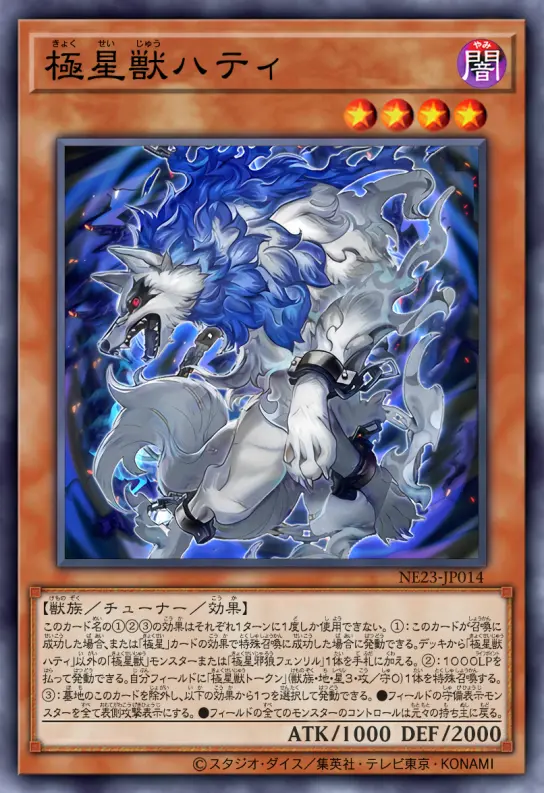 極星獣ハティ
闇
NE23-JP014
【獣族／チューナー／効果】
このカード名の①②③の効果はそれぞれ1ターンに1度しか使用できない。①：このカードが召喚に
成功した場合、または「極星」カードの効果で特殊召喚に成功した場合に発動できる。デッキから「極星獣
ハティ」以外の「極星獣」モンスターまたは「極星邪狼フェンリル」1体を手札に加える。②：1000LPを
払って発動できる。自分フィールドに「極星獣トークン」（獣族・地・星3・攻／守0）1体を特殊召喚する。
③：墓地のこのカードを除外し、以下の効果から1つを選択して発動できる。●フィールドの守備表示モン
スターを全て表側攻撃表示にする。●フィールドの全てのモンスターのコントロールは元々の持ち主に戻る。
ATK/1000 DEF/2000
©スタジオ・ダイス／集英社・テレビ東京・KONAMI